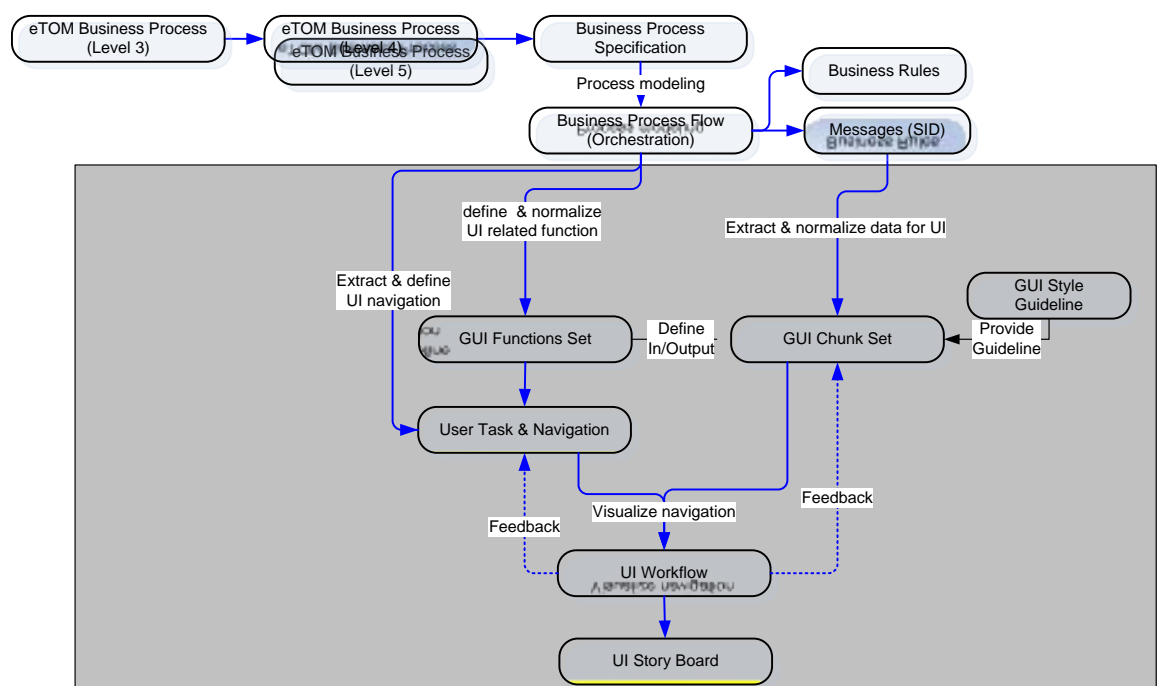 eTOM Business Process
(Level 3)
eTOM Business Process
(Level 4)
eTOM Business Process
(Level 5)
Business Process
Specification
Business Rules
Process modeling
Business Process Flow
(Orchestration)
Messages (SID)
define & normalize
UI related function
Extract & normalize data for UI
Extract & define
UI navigation
GUI Style
Guideline
GUI Functions Set
Define
In/Output
GUI Chunk Set
Provide
Guideline
User Task & Navigation
Feedback
Visualize navigation
Feedback
UI Workflow
UI Story Board